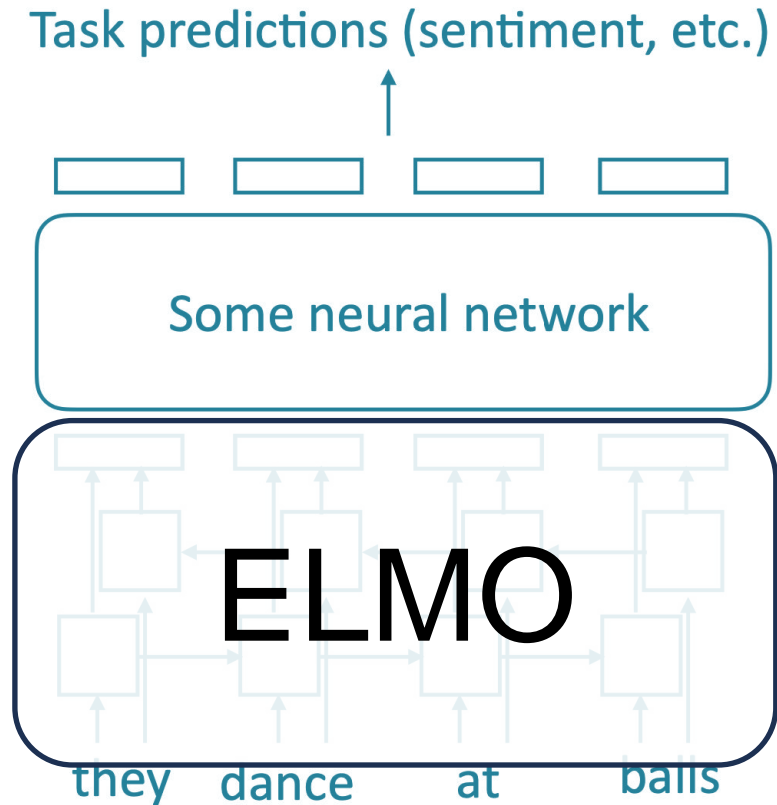 Task predictions (sentiment, etc.)
Some neural network
ELMO
they dance at balls